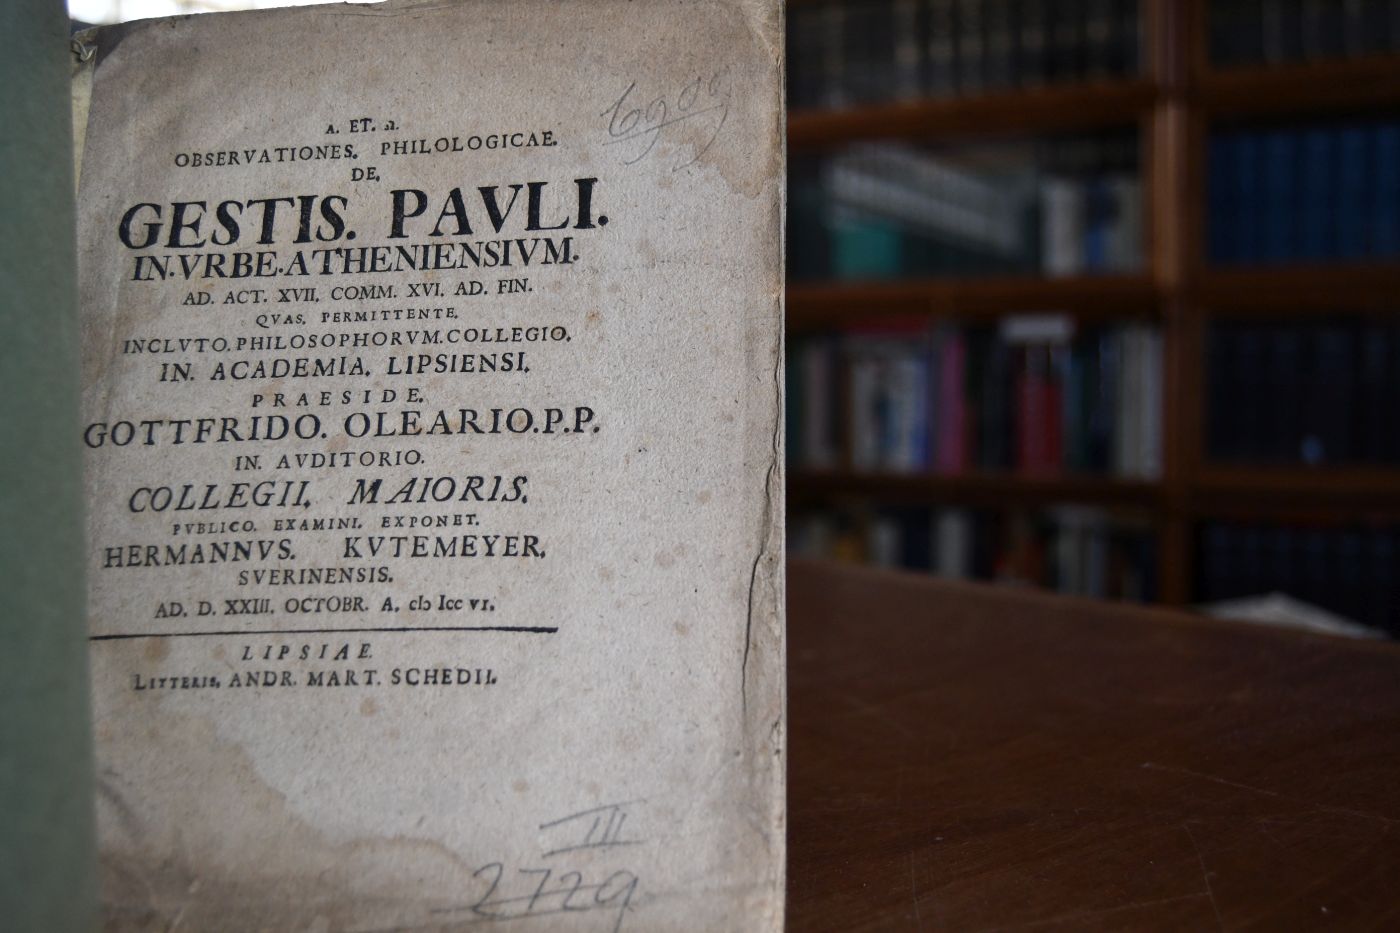 A. ET. Ω.
OBSERVATIONES. PHILOLOGICAE.
DE.
GESTIS. PAVLI.
IN.VRBE.ATHENIENSIVM.
AD. ACT. XVII. COMM. XVI. AD. FIN.
QVAS. PERMITTENTE.
INCLVTO. PHILOSOPHORVM. COLLEGIO.
IN. ACADEMIA. LIPSIENSI.
PRAESIDE.
GOTTFRIDO. OLEARIO. P.P.
IN. AVDITORIO.
COLLEGII. MAIORIS.
PVBLICO. EXAMINI. EXPONET.
HERMANNVS. KVTEMEYER.
SVERINENSIS.
AD. D. XXIII. OCTOBR. A. cIↄ Icc VI.
LIPSIAE.
LITTERIS. ANDR. MART. SCHEDII.
III
2729